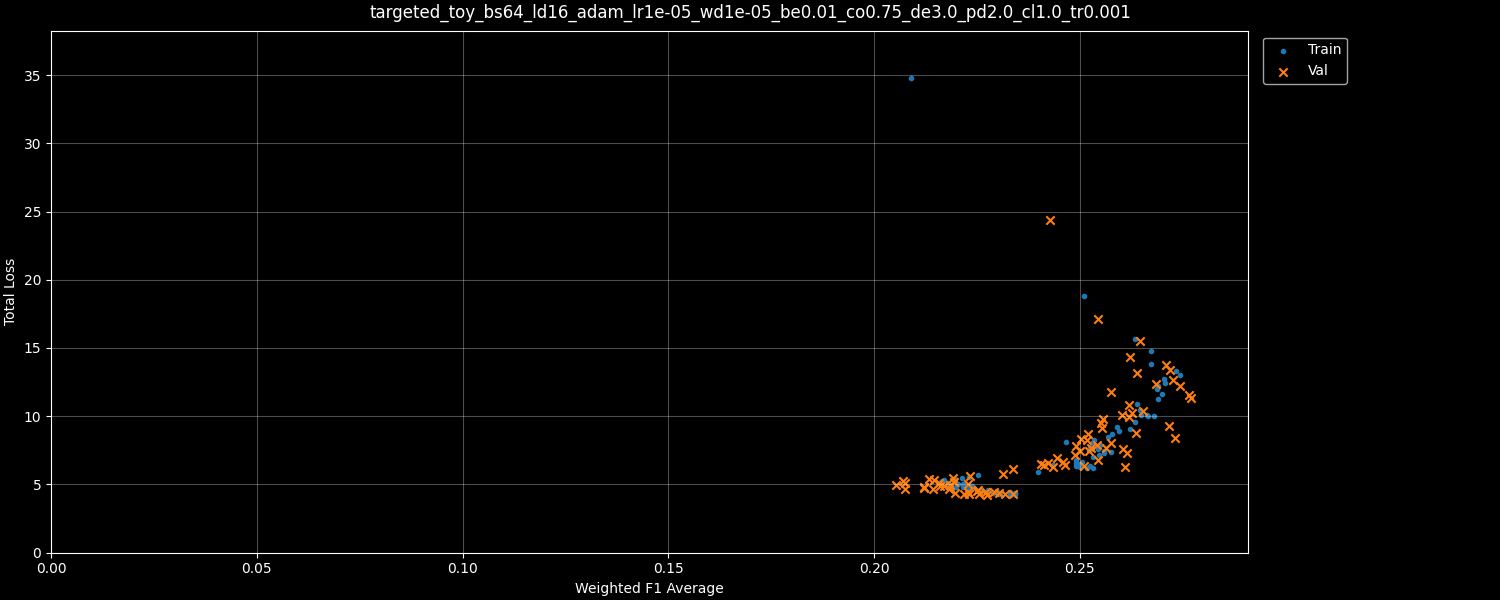 targeted_toy_bs64_ld16_adam_lr1e-05_wd1e-05_be0.01_co0.75_de3.0_pd2.0_cl1.0_tr0.001
Train
Val
35
30
25
20
15
10
5
0
Total Loss
0.00
0.05
0.10
0.15
0.20
0.25
Weighted F1 Average